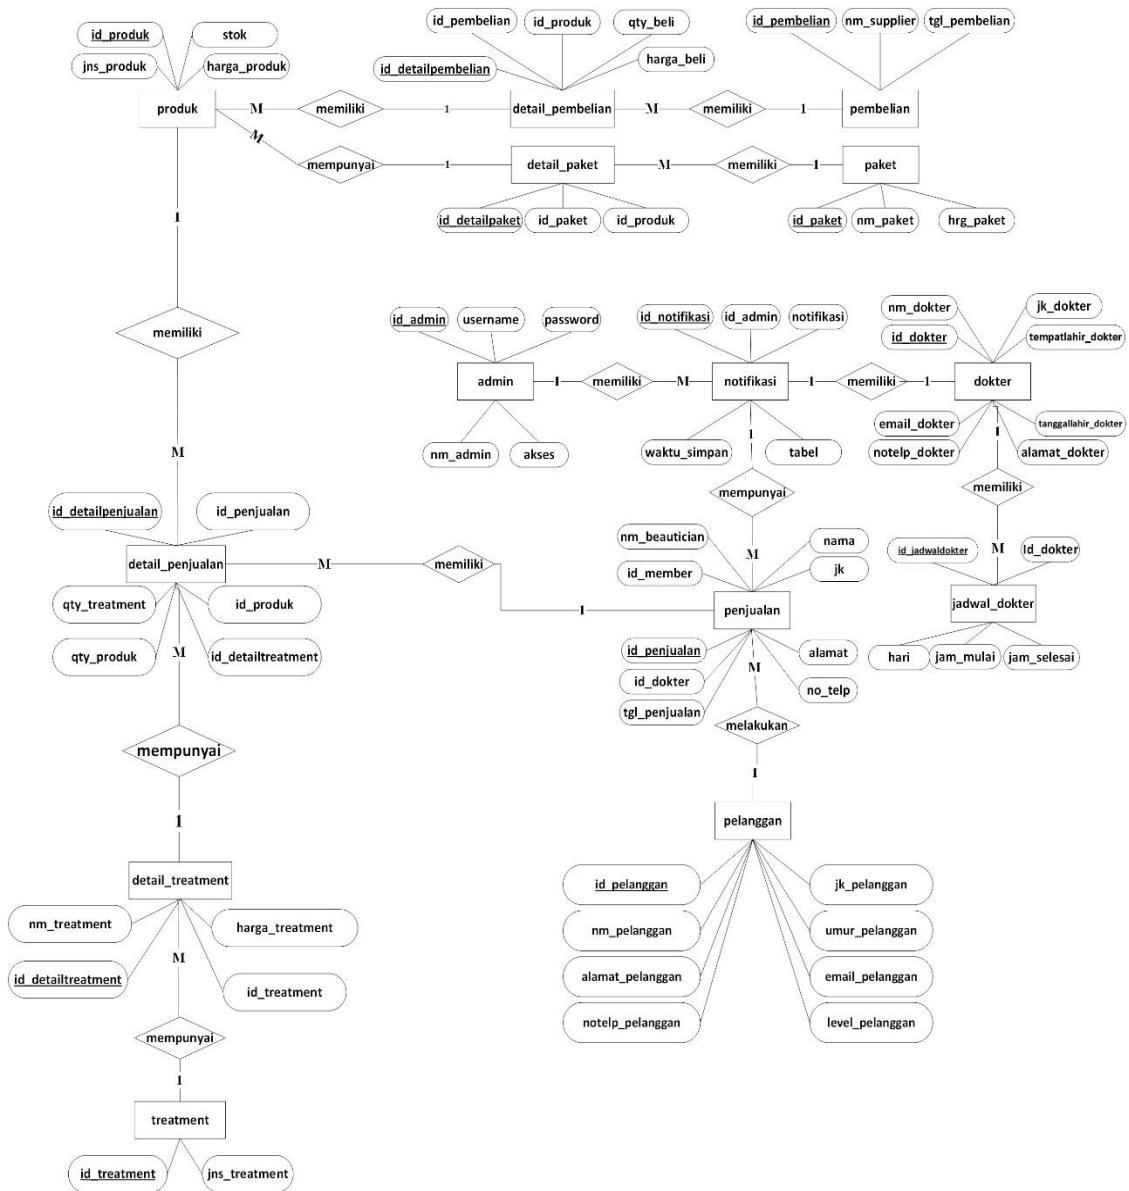 id_produk
stok
jns_produk
harga_produk
produk
id_pembelian
id_produk
qty_beli
id_detailpembelian
harga_beli
id_pembelian
nm_supplier
tgl_pembelian
M
memiliki
1
detail_pembelian
M
memiliki
1
pembelian
M
mempunyai
1
detail_paket
M
memiliki
1
paket
id_detailpaket
id_paket
id_produk
id_paket
nm_paket
hrg_paket
1
memiliki
M
id_admin
username
password
id_notifikasi
id_admin
notifikasi
nm_dokter
jk_dokter
id_dokter
tempatlahir_dokter
admin
1
memiliki
M
notifikasi
1
memiliki
1
dokter
nm_admin
akses
waktu_simpan
1
tabel
email_dokter
1
tanggallahir_dokter
notelp_dokter
alamat_dokter
mempunyai
memiliki
M
M
id_detailpenjualan
id_penjualan
detail_penjualan
M
memiliki
1
nm_beautician
nama
id_member
jk
penjualan
id_jadwaldokter
Id_dokter
jadwal_dokter
hari
jam_mulai
jam_selesai
qty_treatment
id_produk
qty_produk
M
id_detailtreatment
id_penjualan
alamat
id_dokter
M
no_telp
tgl_penjualan
melakukan
1
mempunyai
1
pelanggan
detail_treatment
id_pelanggan
jk_pelanggan
nm_treatment
harga_treatment
nm_pelanggan
umur_pelanggan
M
id_detailtreatment
id_treatment
alamat_pelanggan
email_pelanggan
notelp_pelanggan
level_pelanggan
mempunyai
1
treatment
id_treatment
jns_treatment